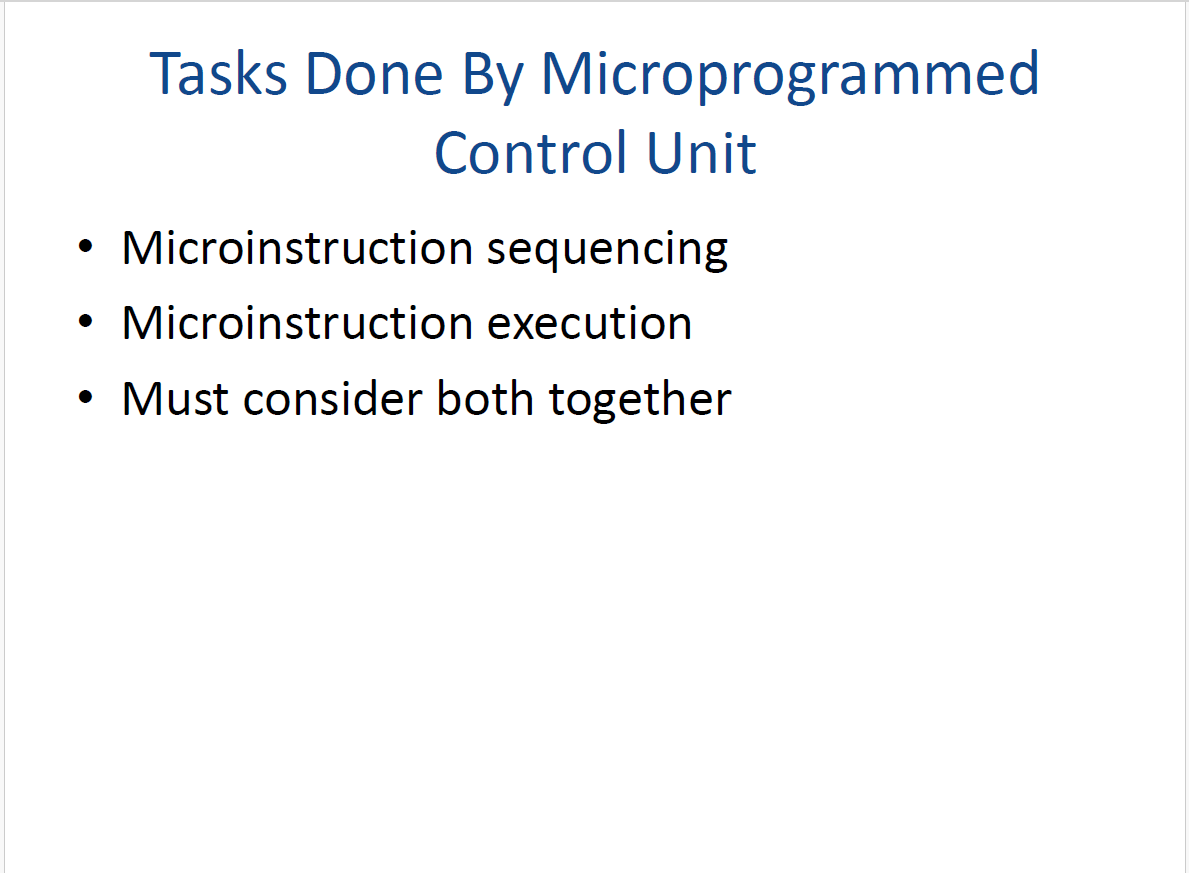 Tasks Done By Microprogrammed
Control Unit
• Microinstruction sequencing
• Microinstruction execution
• Must consider both together